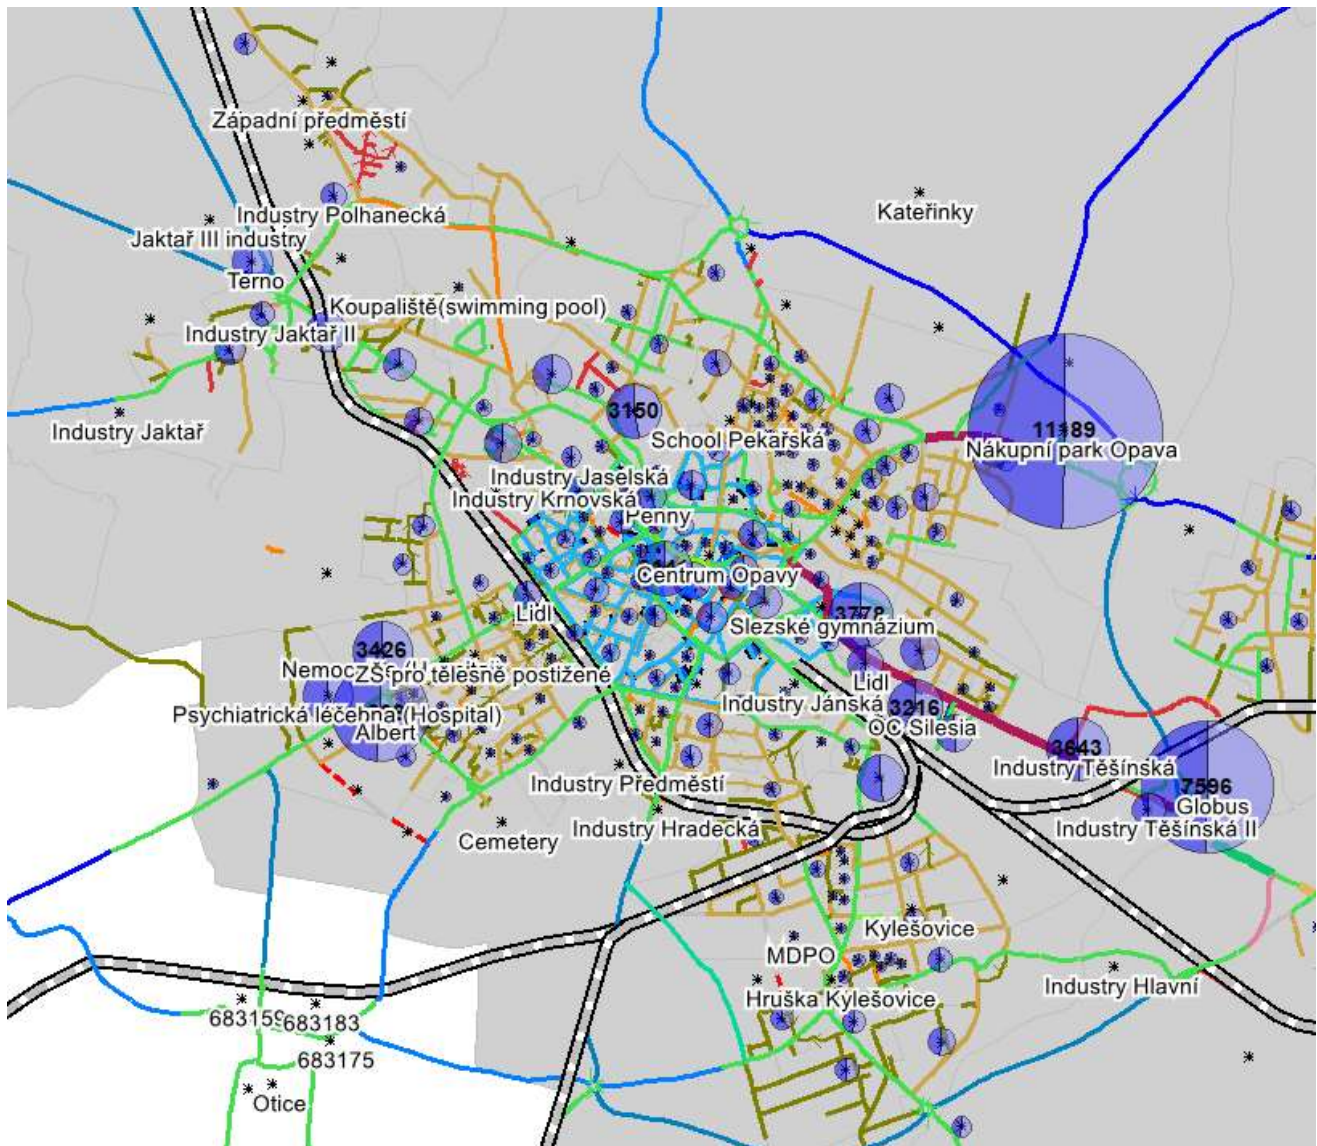 Západní předměstí
Kateřinky
Industry Polhanecká
Jaktař III industry
Terno
Koupaliště(swimming pool)
Industry Jaktař II
3150
Industry Jaktař
School Pekařská
11189
Nákupní park Opava
Industry Jaselská
Industry Krnovská
Penny
Centrum Opavy
Lidl
3778
Slezské gymnázium
3426
ZŠ pro tělesně postižené
Lidl
Industry Jánská
3216
OC Silesia
Psychiatrická léčebna(Hospital)
Albert
3643
Industry Těšínská
7596
Globus
Industry Těšínská II
Industry Předměstí
Industry Hradecká
Cemetery
Kylešovice
MDPO
Industry Hlavní
Hruška Kylešovice
683159
683183
683175
Otice